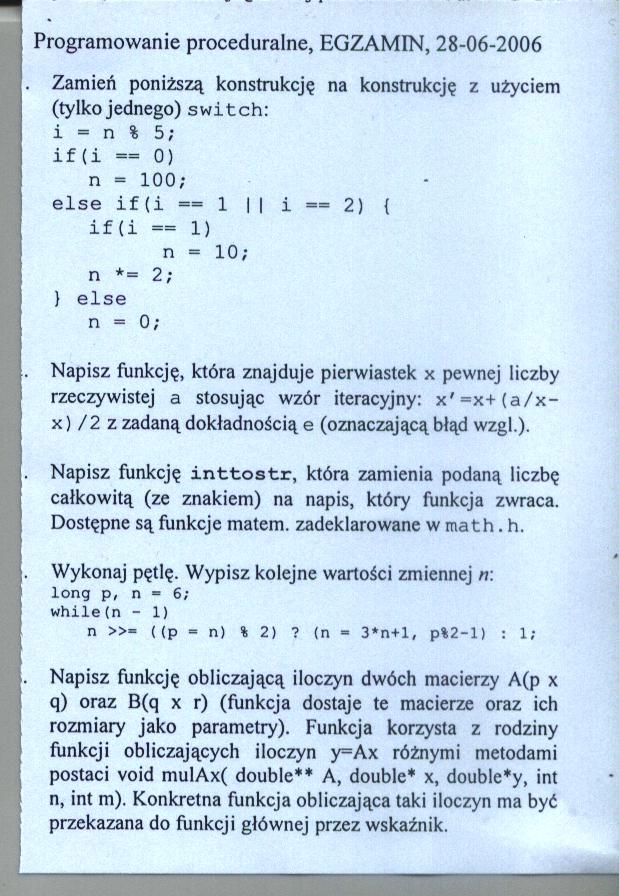 Programowanie proceduralne, EGZAMIN, 28-06-2006
Zamień poniższą konstrukcję na konstrukcję z użyciem
(tylko jednego) switch:
i = n % 5;
if(i == 0)
n = 100;
else if(i == 1 || i == 2) {
if(i == 1)
n = 10;
n *= 2;
} else
n = 0;
Napisz funkcję, która znajduje pierwiastek x pewnej liczby
rzeczywistej a stosując wzór iteracyjny: x'=x+(a/x-
x)/2 z zadaną dokładnością e (oznaczającą błąd wzgl.).
Napisz funkcję inttostr, która zamienia podaną liczbę
całkowitą (ze znakiem) na napis, który funkcja zwraca.
Dostępne są funkcje matem. zadeklarowane w math.h.
Wykonaj pętlę. Wypisz kolejne wartości zmiennej n:
long p, n = 6;
while(n - 1)
n >>= ((p = n) % 2) ? (n = 3*n+1, p%2-1) : 1;
Napisz funkcję obliczającą iloczyn dwóch macierzy A(p x
q) oraz B(q x r) (funkcja dostaje te macierze oraz ich
rozmiary jako parametry). Funkcja korzysta z rodziny
funkcji obliczających iloczyn y=Ax różnymi metodami
postaci void mulAx( double** A, double* x, double*y, int
n, int m). Konkretna funkcja obliczająca taki iloczyn ma być
przekazana do funkcji głównej przez wskaźnik.